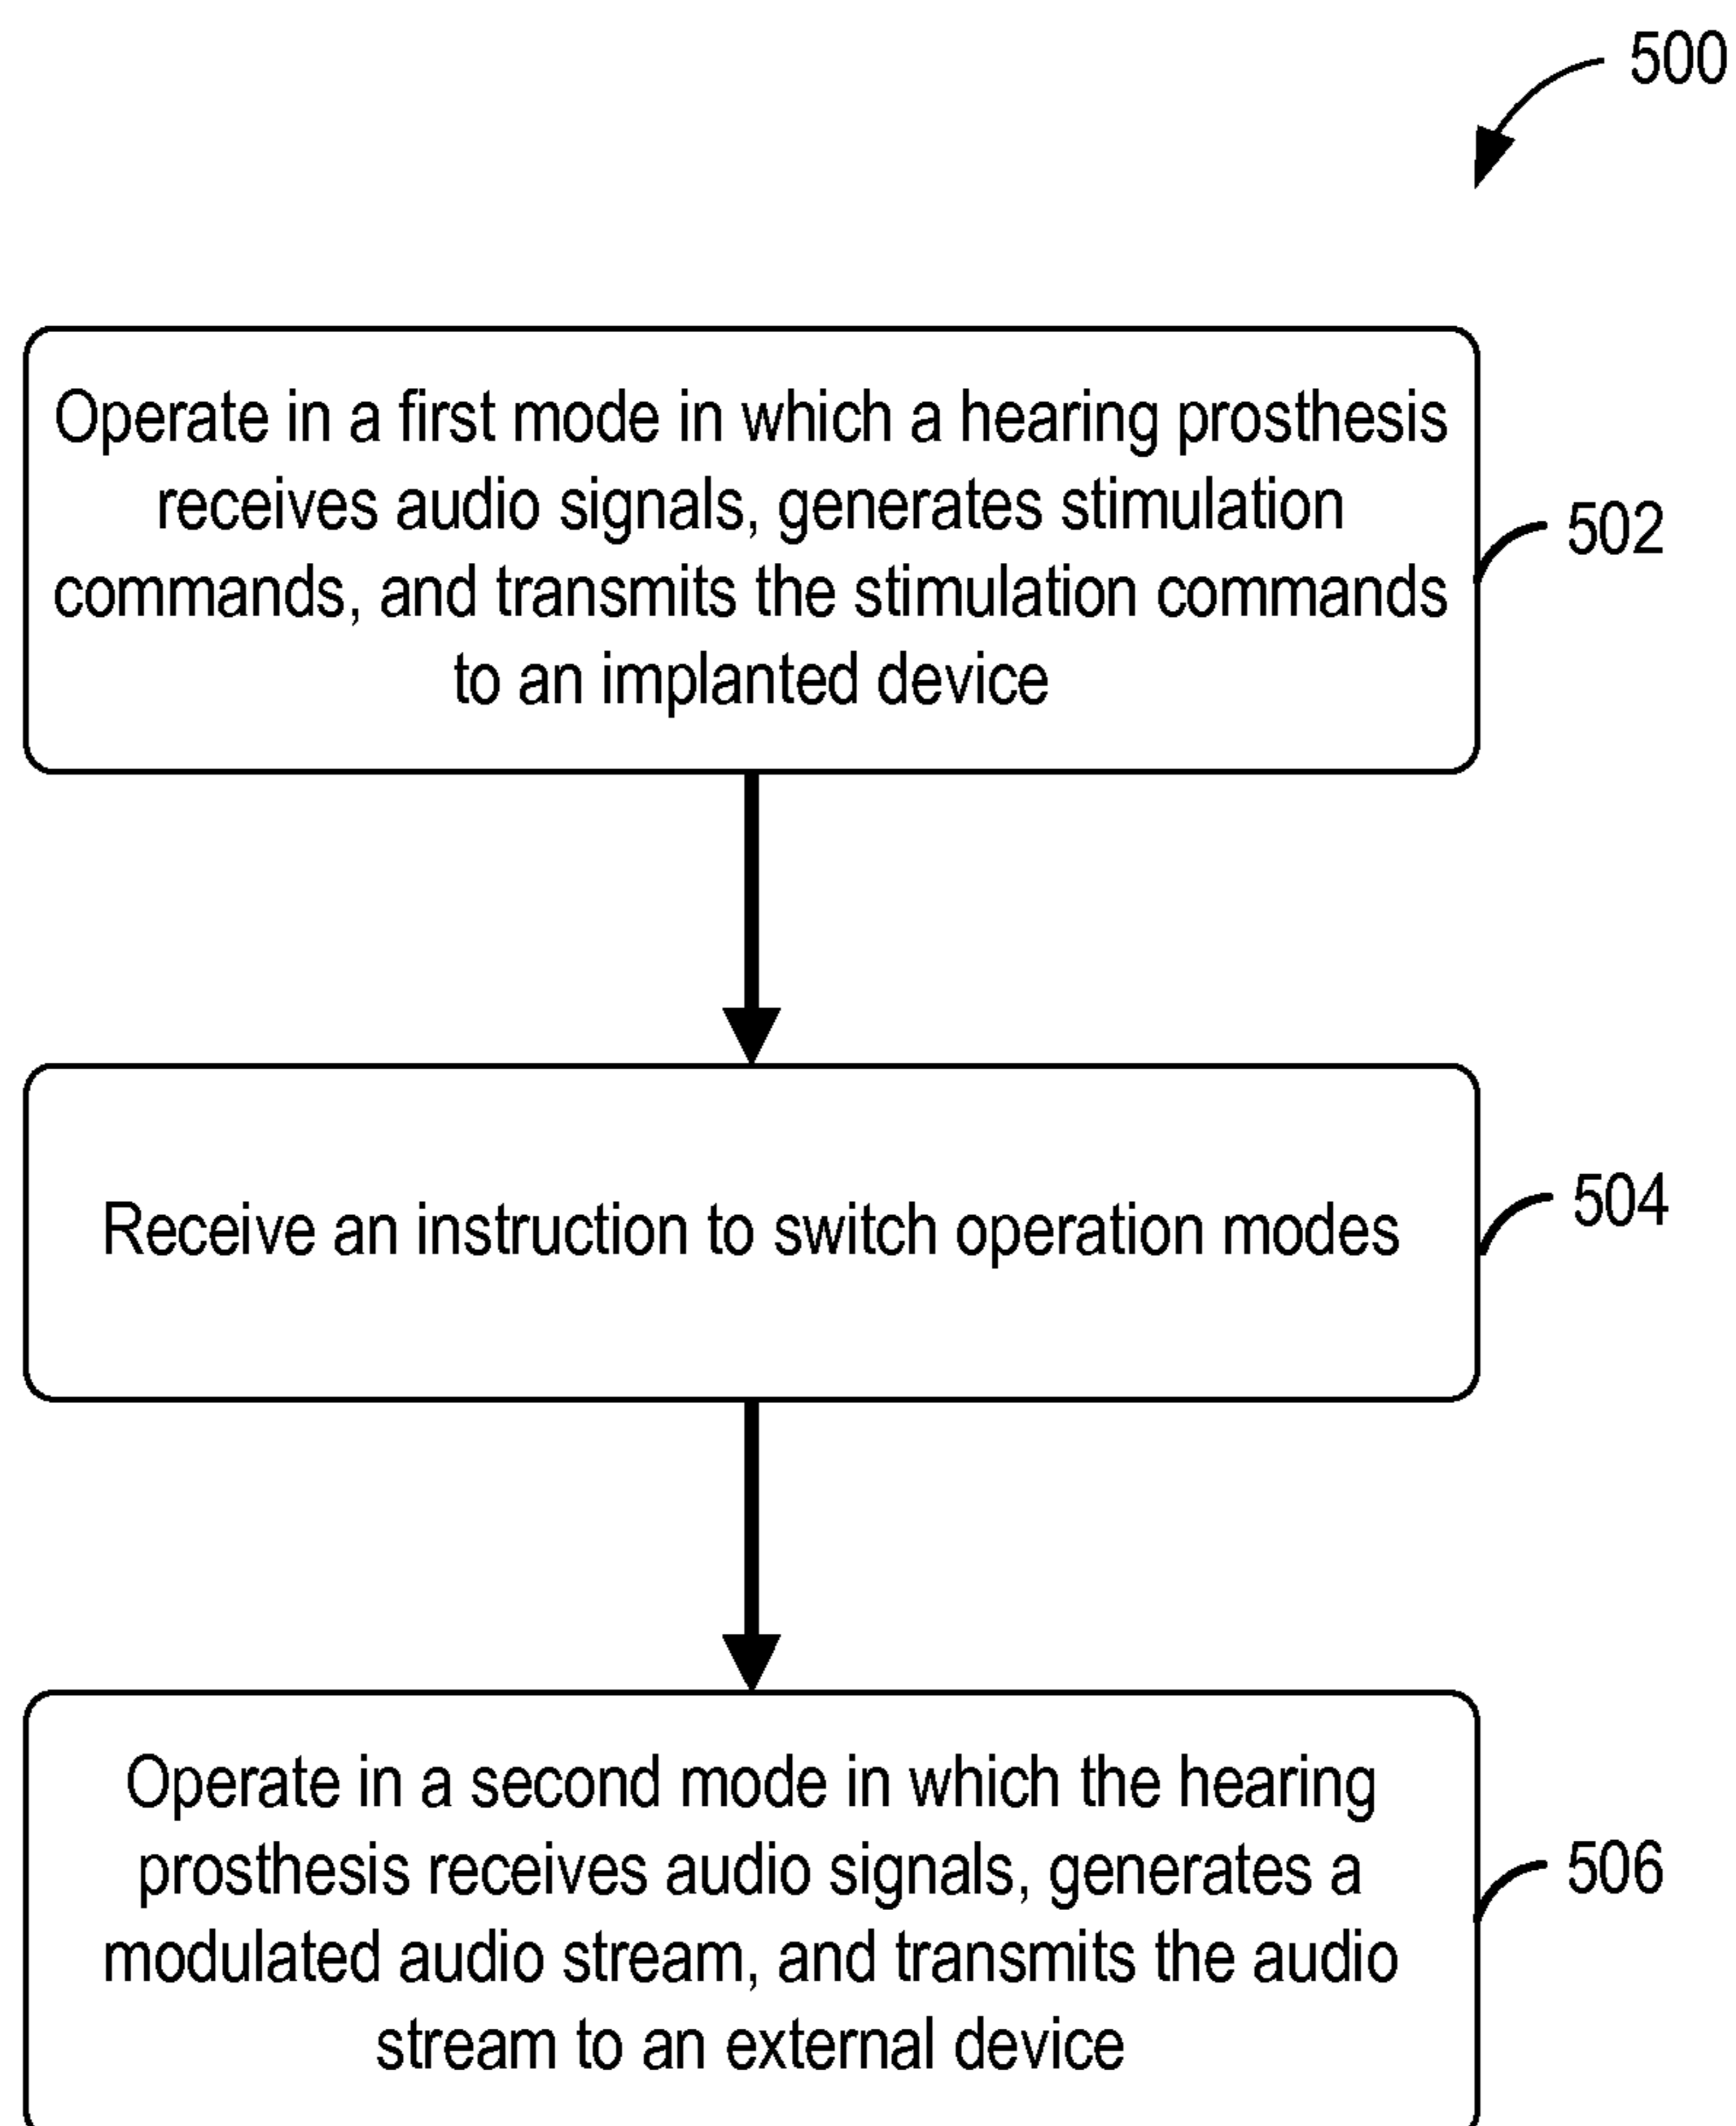 500
Operate in a first mode in which a hearing prosthesis
receives audio signals, generates stimulation
commands, and transmits the stimulation commands
to an implanted device
502
Receive an instruction to switch operation modes
504
Operate in a second mode in which the hearing
prosthesis receives audio signals, generates a
modulated audio stream, and transmits the audio
stream to an external device
506